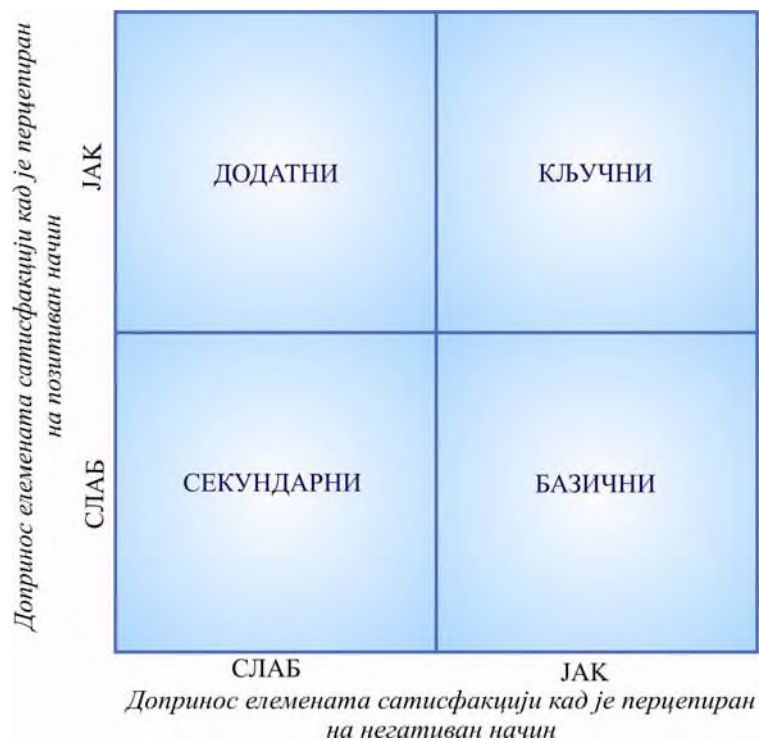 Допринос елемената сатисфакцији кад је перцепиран
на позитиван начин
ЈАК
СЛАБ
ДОДАТНИ
КЉУЧНИ
СЕКУНДАРНИ
БАЗИЧНИ
СЛАБ
ЈАК
Допринос елемената сатисфакцији кад је перцепиран
на негативан начин